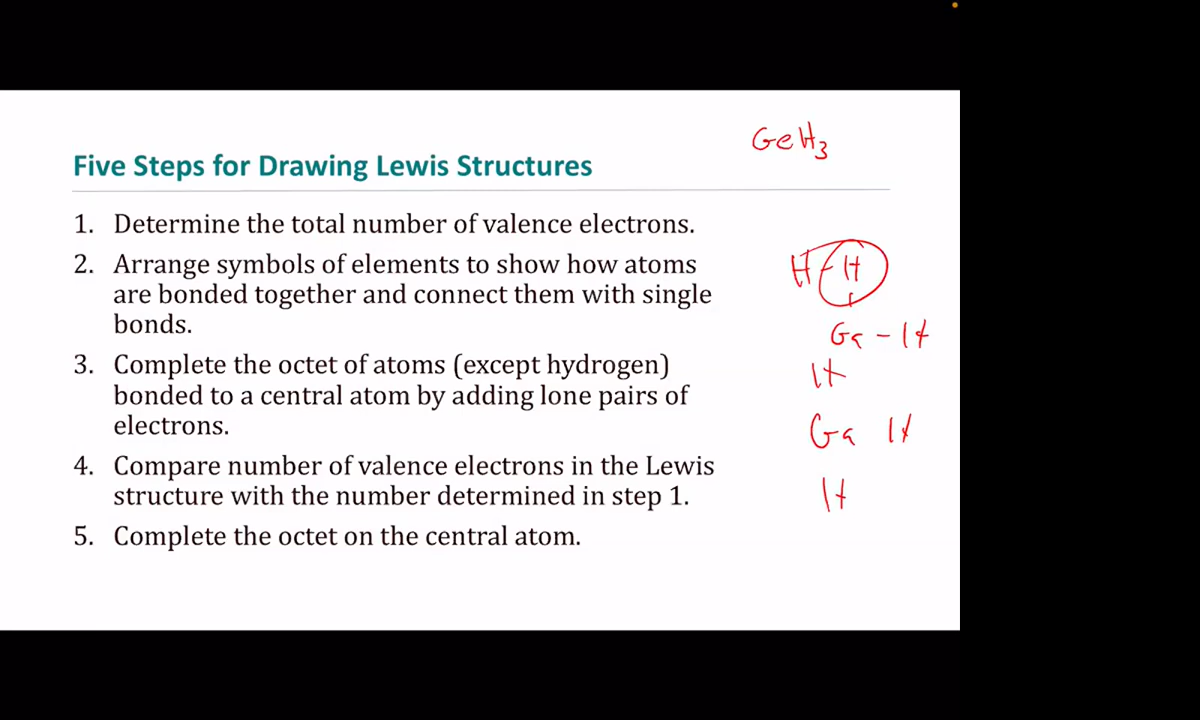 GeH3
Five Steps for Drawing Lewis Structures
1. Determine the total number of valence electrons.
2. Arrange symbols of elements to show how atoms
are bonded together and connect them with single
bonds.
3. Complete the octet of atoms (except hydrogen)
bonded to a central atom by adding lone pairs of
electrons.
4. Compare number of valence electrons in the Lewis
structure with the number determined in step 1.
5. Complete the octet on the central atom.
H - H
Ga - H
H
Ga H
H